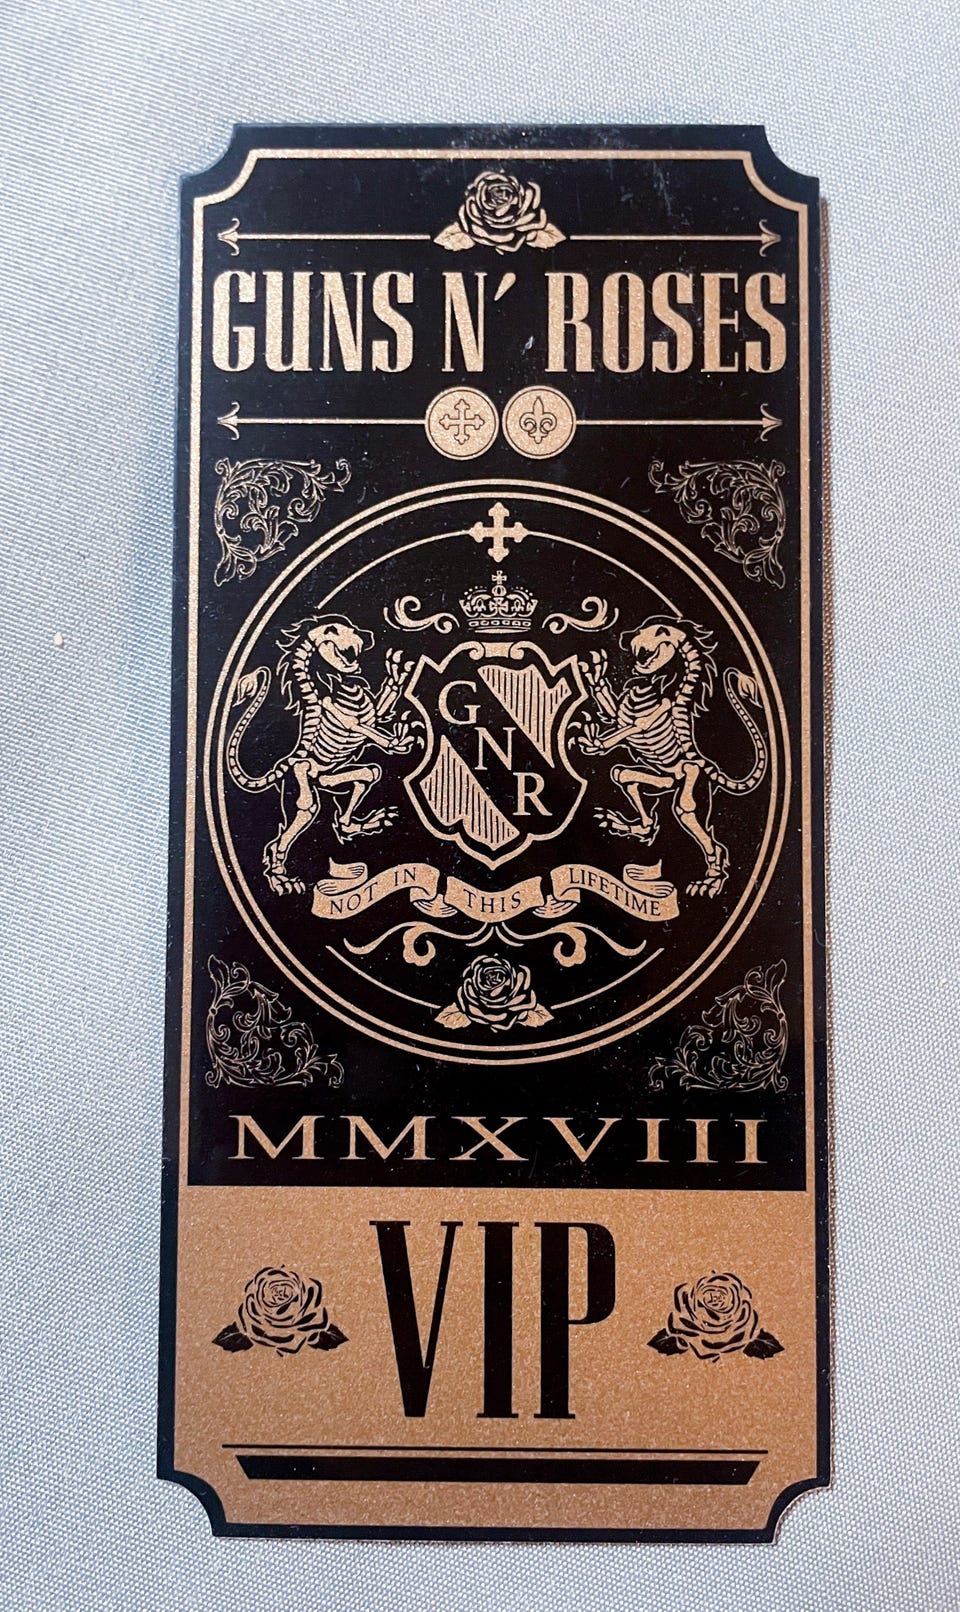 GUNS N' ROSES
G
N
R
NOT IN THIS LIFETIME
MMXVIII
VIP